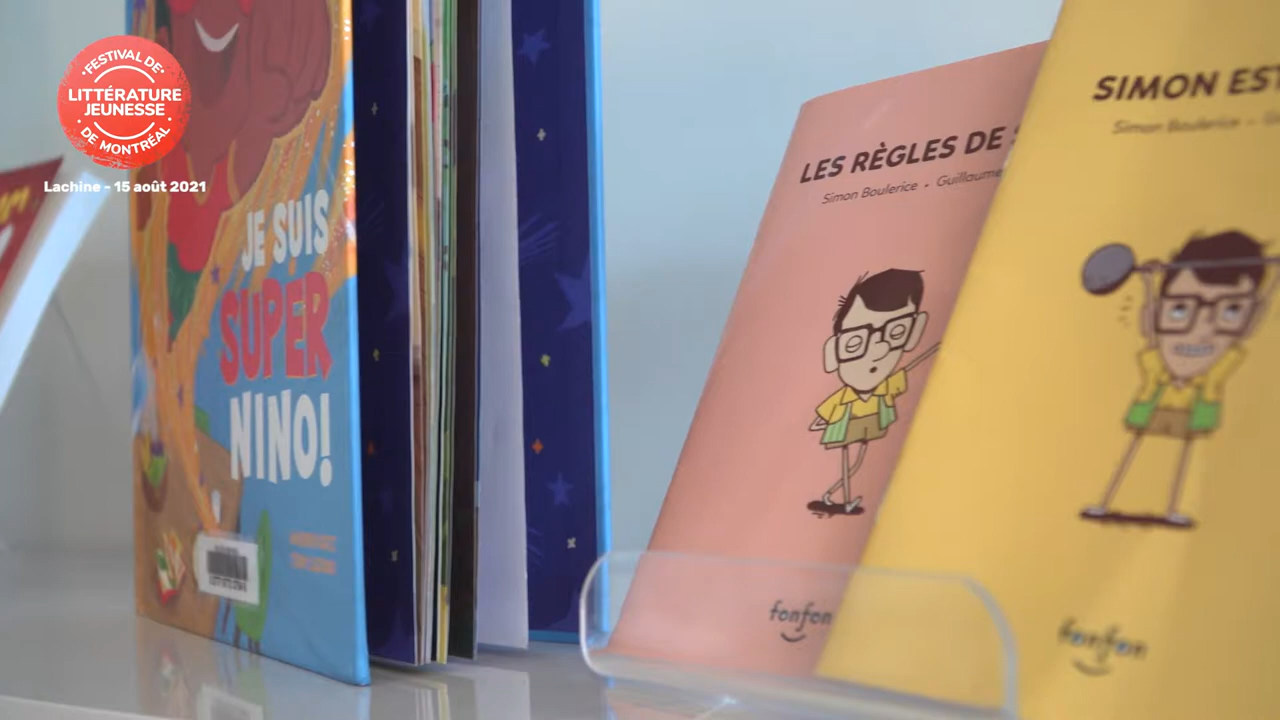 FESTIVAL DE
LITTÉRATURE
JEUNESSE
DE MONTRÉAL
Lachine - 15 août 2021
JE SUIS
SUPER
NINO!
LES RÈGLES DE
Simon Boulerice • Guillaume
fonfon
SIMON EST
Simon Boulerice
fonfon